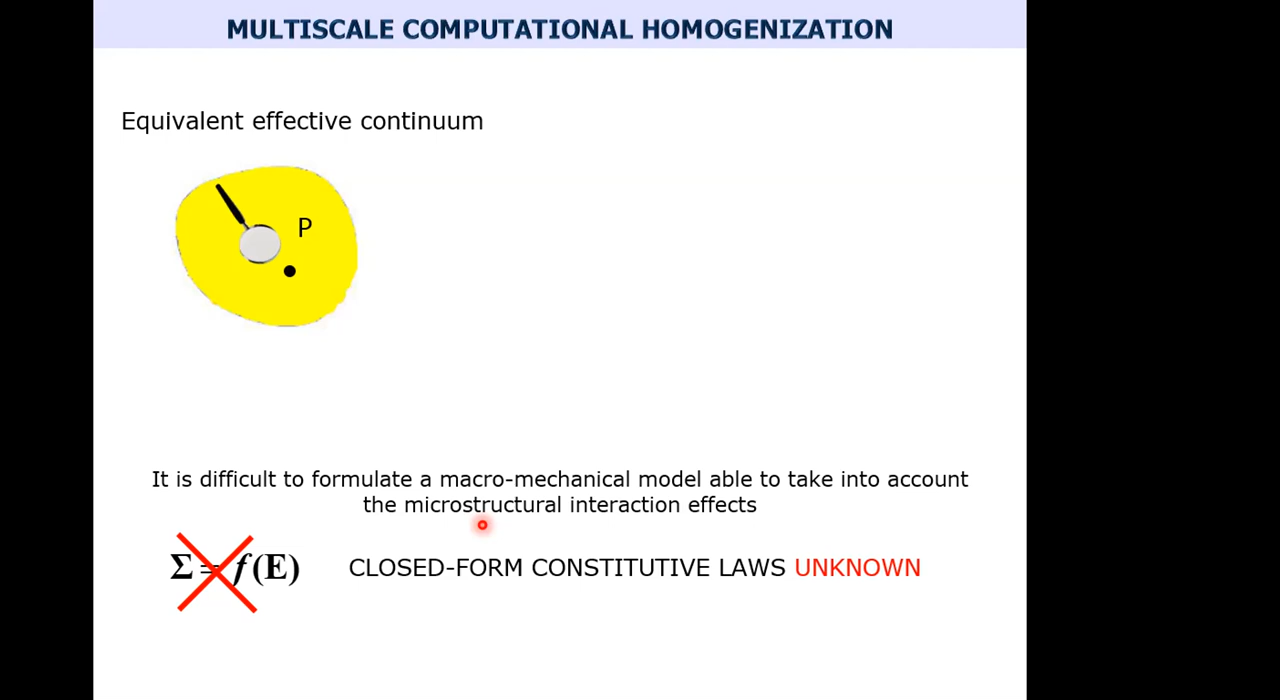 MULTISCALE COMPUTATIONAL HOMOGENIZATION
Equivalent effective continuum
P
It is difficult to formulate a macro-mechanical model able to take into account
the microstructural interaction effects
Σ = f(E)
CLOSED-FORM CONSTITUTIVE LAWS UNKNOWN